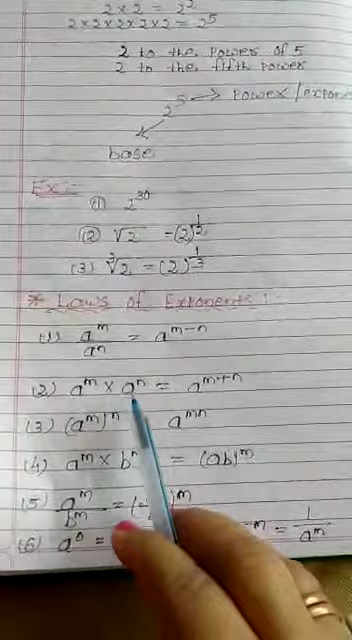 2 × 2 = 2²
2×2×2×2×2 = 2⁵
2 to the power of 5
2 to the fifth power
2⁵ → power/expone
base
Ex:-
① 2³⁰
② √2 = (2)^½
(3) ∛2 = (2)^⅓
* Laws of Exponents :-
(1) aᵐ/aⁿ = aᵐ⁻ⁿ
(2) aᵐ × aⁿ = aᵐ⁺ⁿ
(3) (aᵐ)ⁿ aᵐⁿ
(4) aᵐ × bⁿ = (ab)ᵐ
(5) aᵐ/bᵐ = ( )ᵐ
(6) a⁰ = ⁻ᵐ = 1/aᵐ